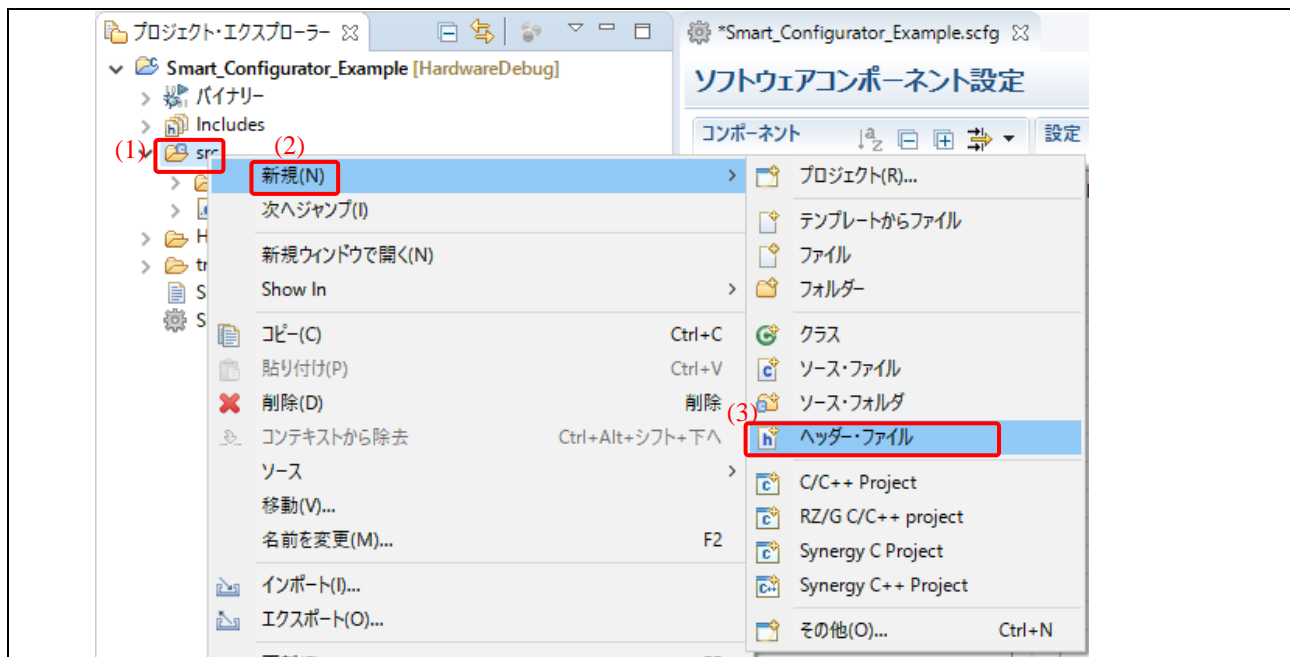 プロジェクト・エクスプローラー
*Smart_Configurator_Example.scfg
Smart_Configurator_Example [HardwareDebug]
バイナリー
Includes
(1)
src
(2)
ソフトウェアコンポーネント設定
コンポーネント
設定
新規(N)
次へジャンプ(I)
新規ウィンドウで開く(N)
Show In
コピー(C) Ctrl+C
貼り付け(P) Ctrl+V
削除(D) 削除
コンテキストから除去 Ctrl+Alt+シフト+下へ
ソース
移動(V)...
名前を変更(M)... F2
インポート(I)...
エクスポート(O)...
プロジェクト(R)...
テンプレートからファイル
ファイル
フォルダー
クラス
ソース・ファイル
ソース・フォルダ
(3)
ヘッダー・ファイル
C/C++ Project
RZ/G C/C++ project
Synergy C Project
Synergy C++ Project
その他(O)... Ctrl+N